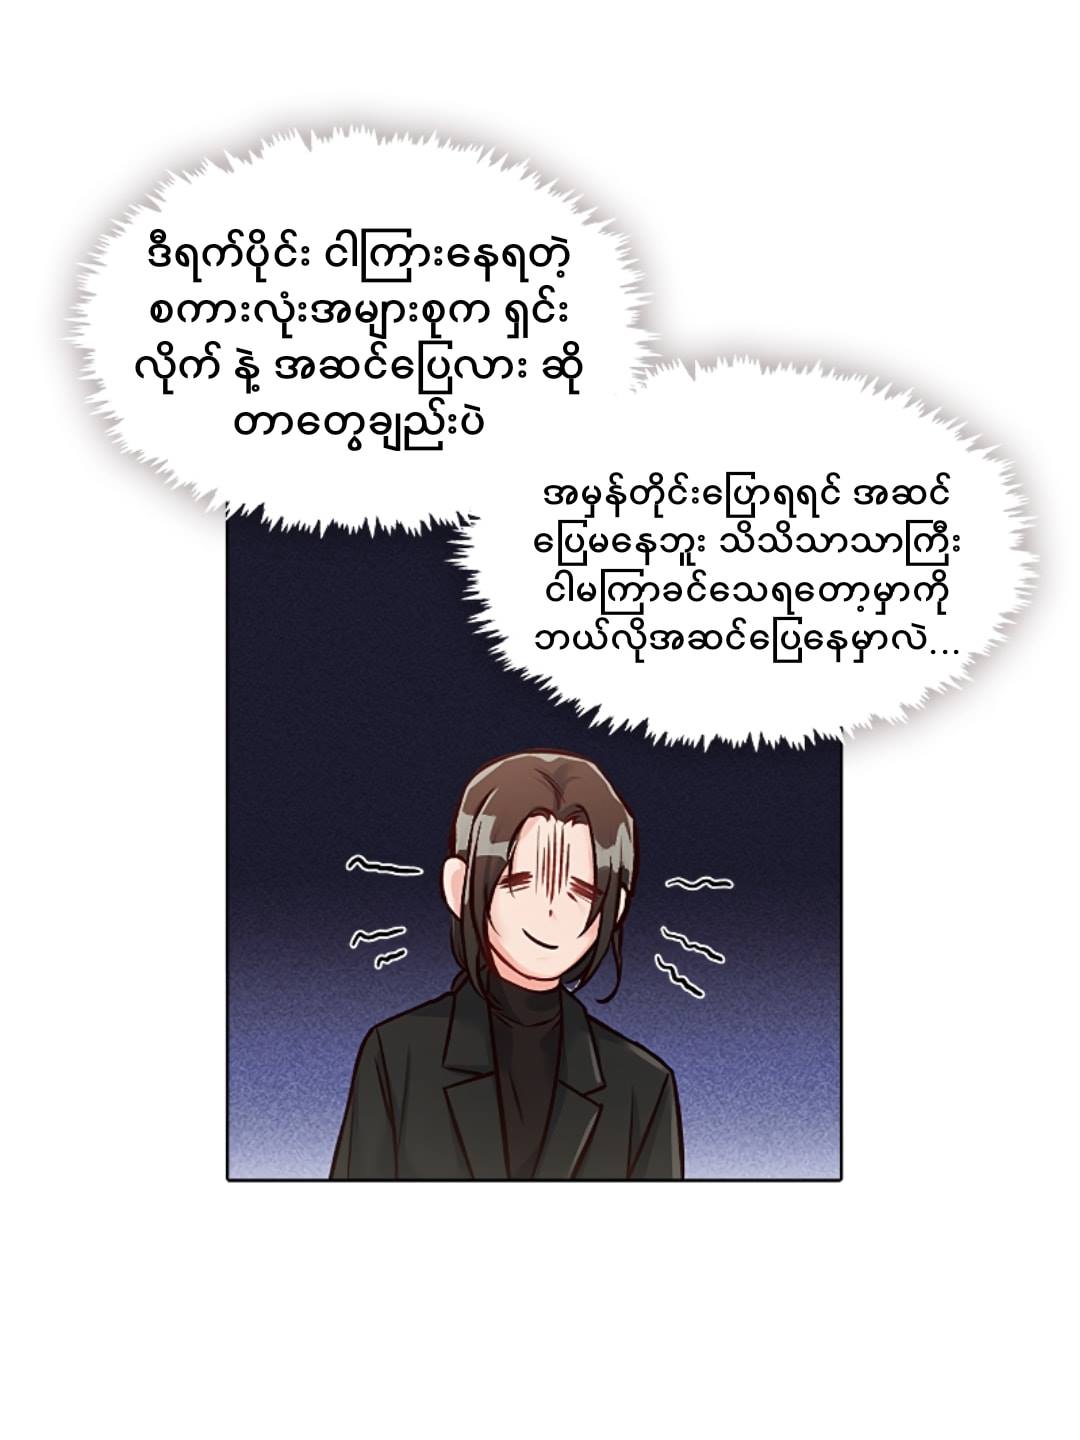 ဒီရက်ပိုင်း ငါကြားနေရတဲ့
စကားလုံးအများစုက ရှင်း
လိုက် နဲ့ အဆင်ပြေလား ဆို
တာတွေချည်းပဲ
အမှန်တိုင်းပြောရရင် အဆင်
ပြေမနေဘူး သိသိသာသာကြီး
ငါမကြာခင်သေရတော့မှာကို
ဘယ်လိုအဆင်ပြေနေမှာလဲ...